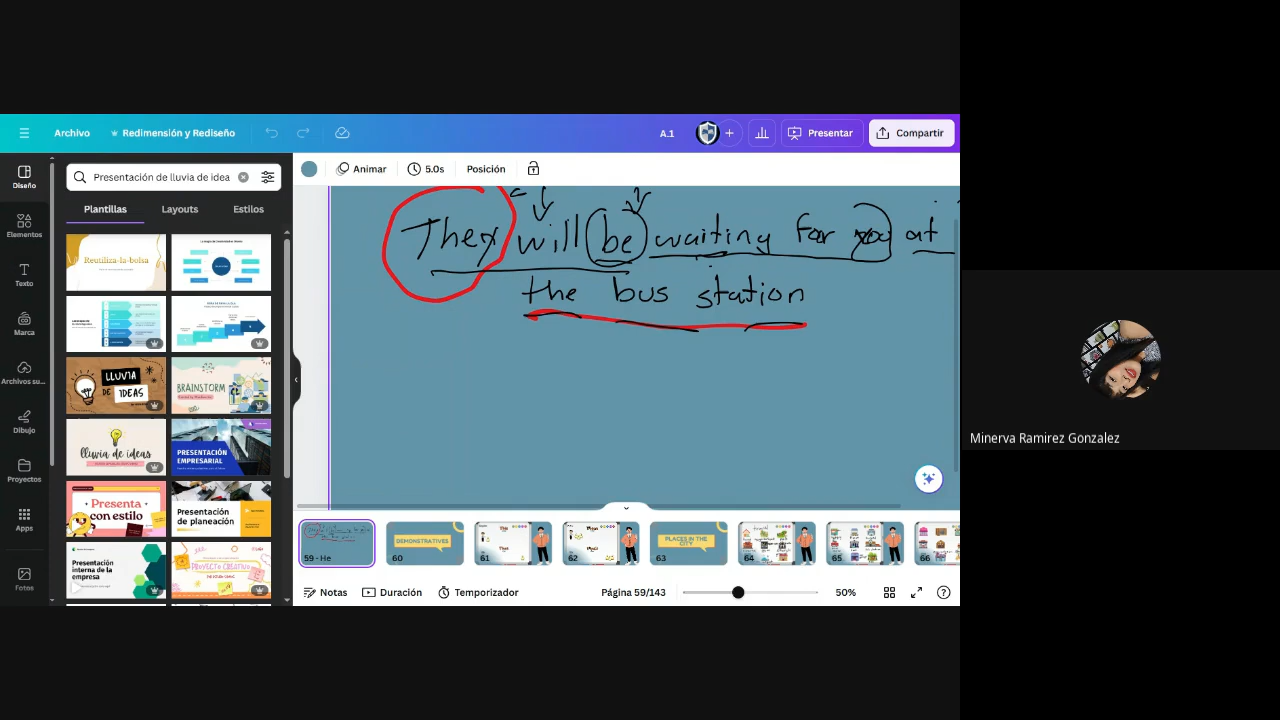 Archivo
Redimensión y Rediseño
A.1
Presentar
Compartir
Diseño
Presentación de lluvia de idea
Animar
5.0s
Posición
Elementos
Plantillas
Layouts
Estilos
They will be waiting for you at
the bus station
Texto
Reutiliza-la-bolsa
Marca
Archivos su...
LLUVIA
DE IDEAS
BRAINSTORM
Dibujo
lluvia de ideas
PRESENTACIÓN
EMPRESARIAL
Minerva Ramirez Gonzalez
Proyectos
Presenta
con estilo
Presentación
de planeación
Apps
59 - He
60
DEMONSTRATIVES
61
62
63
PLACES IN THE CITY
64
65
66
Presentación
interna de la
empresa
PROYECTO CREATIVO
Fotos
Notas
Duración
Temporizador
Página 59/143
50%